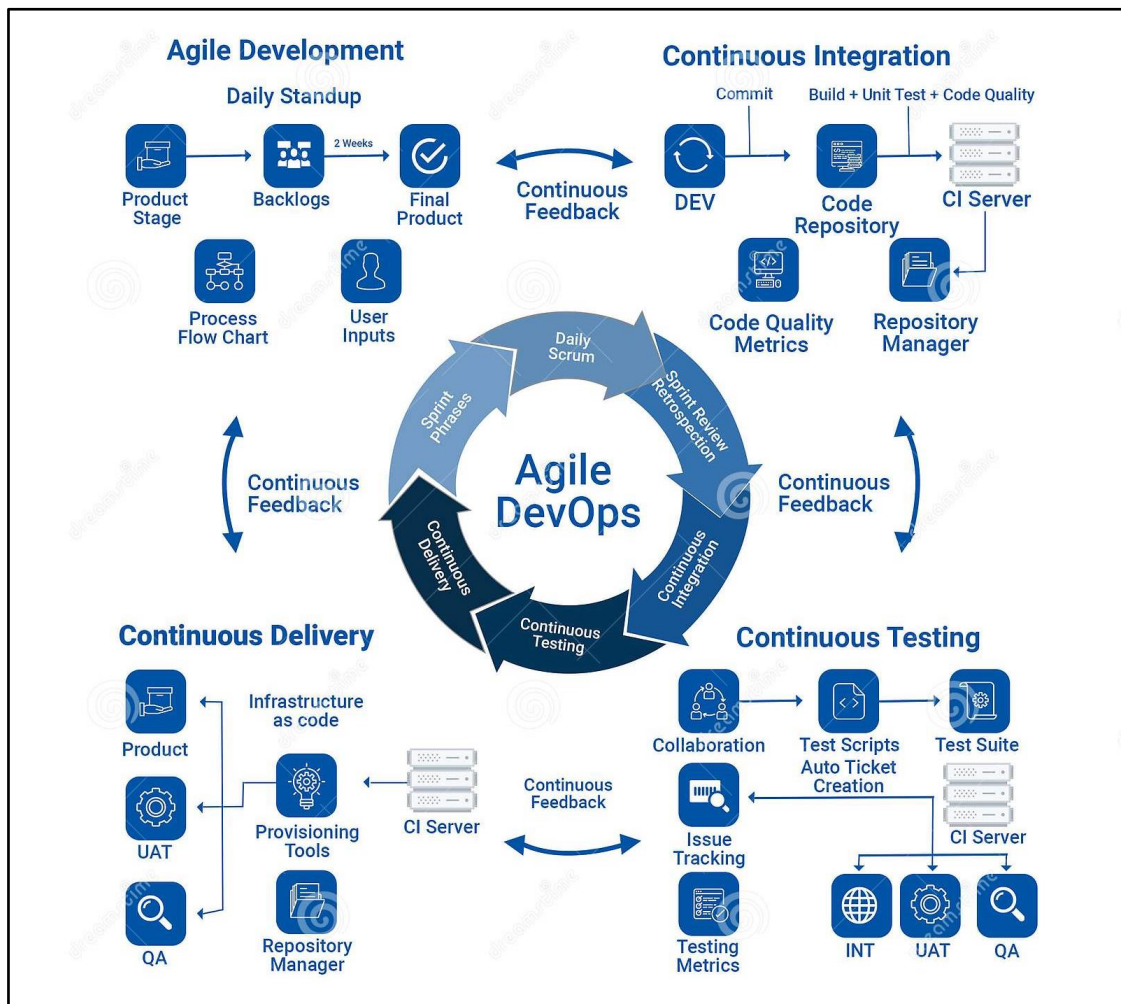 Agile Development
Daily Standup
Product
Stage
Backlogs
2 Weeks
Final
Product
Process
Flow Chart
User
Inputs
Continuous
Feedback
Continuous Integration
Commit
Build + Unit Test + Code Quality
DEV
Code
Repository
CI Server
Code Quality
Metrics
Repository
Manager
Continuous
Feedback
Daily
Scrum
Sprint Review
Retrospection
Sprint
Phrases
Agile
DevOps
Continuous
Integration
Continuous
Testing
Continuous
Delivery
Continuous
Feedback
Continuous Delivery
Product
Infrastructure
as code
UAT
Provisioning
Tools
CI Server
QA
Repository
Manager
Continuous
Feedback
Continuous Testing
Collaboration
Test Scripts
Test Suite
Auto Ticket
Creation
CI Server
Issue
Tracking
Testing
Metrics
INT
UAT
QA
dreamstime